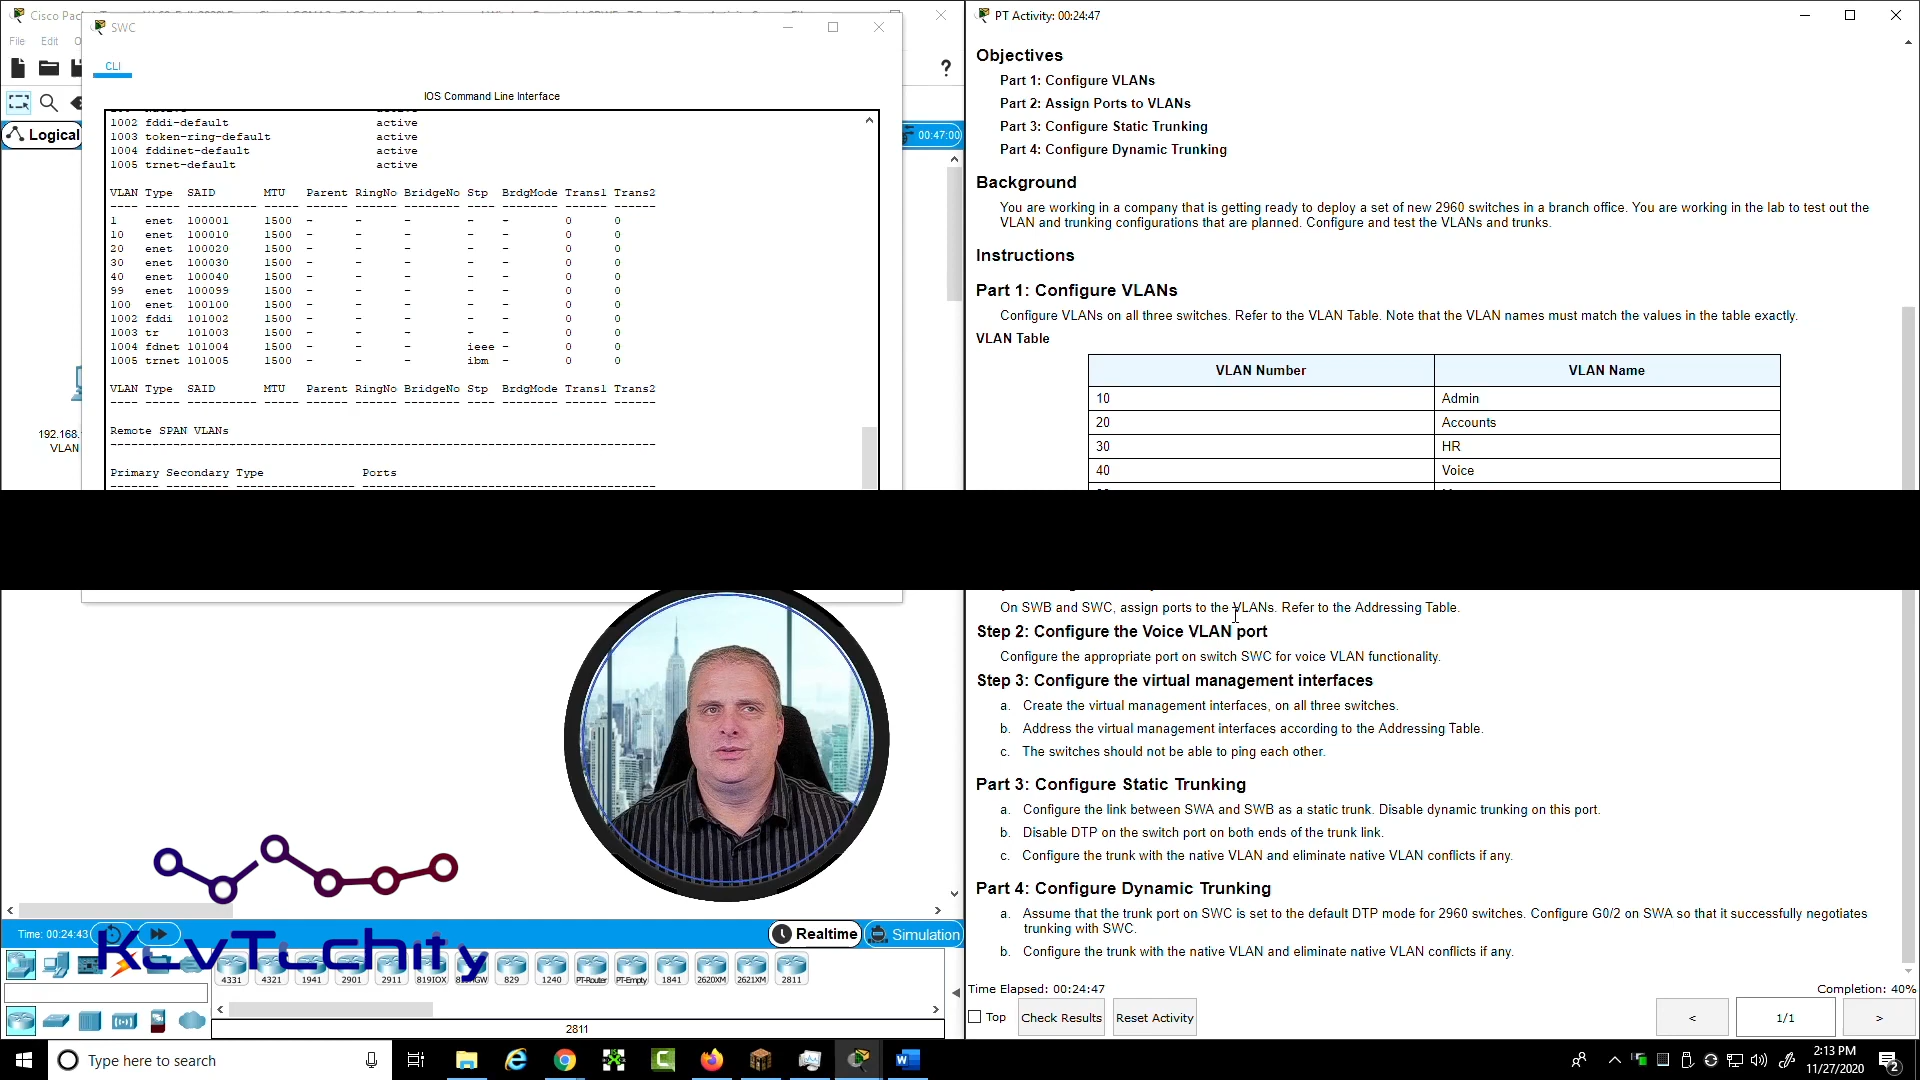 SWC
File Edit
CLI
IOS Command Line Interface
Logical
00:47:00
1002 fddi-default active
1003 token-ring-default active
1004 fddinet-default active
1005 trnet-default active
VLAN Type SAID MTU Parent RingNo BridgeNo Stp BrdgMode Trans1 Trans2
---- ----- ---------- ----- ------ ------ -------- ---- -------- ------ ------
1 enet 100001 1500 - - - - - 0 0
10 enet 100010 1500 - - - - - 0 0
20 enet 100020 1500 - - - - - 0 0
30 enet 100030 1500 - - - - - 0 0
40 enet 100040 1500 - - - - - 0 0
99 enet 100099 1500 - - - - - 0 0
100 enet 100100 1500 - - - - - 0 0
1002 fddi 101002 1500 - - - - - 0 0
1003 tr 101003 1500 - - - - - 0 0
1004 fdnet 101004 1500 - - - ieee - 0 0
1005 trnet 101005 1500 - - - ibm - 0 0
VLAN Type SAID MTU Parent RingNo BridgeNo Stp BrdgMode Trans1 Trans2
---- ----- ---------- ----- ------ ------ -------- ---- -------- ------ ------
Remote SPAN VLANs
------------------------------------------------------------------------------
Primary Secondary Type Ports
------- --------- ----------------- ------------------------------------------
192.168.
VLAN
Time: 00:24:43
KevTechity
Realtime
Simulation
4331 4321 1941 2901 2911 819IOX 829 1240 PT-Router PT-Empty 1841 2620XM 2621XM 2811
2811
PT Activity: 00:24:47
Objectives
Part 1: Configure VLANs
Part 2: Assign Ports to VLANs
Part 3: Configure Static Trunking
Part 4: Configure Dynamic Trunking
Background
You are working in a company that is getting ready to deploy a set of new 2960 switches in a branch office. You are working in the lab to test out the
VLAN and trunking configurations that are planned. Configure and test the VLANs and trunks.
Instructions
Part 1: Configure VLANs
Configure VLANs on all three switches. Refer to the VLAN Table. Note that the VLAN names must match the values in the table exactly.
VLAN Table
VLAN Number VLAN Name
10 Admin
20 Accounts
30 HR
40 Voice
On SWB and SWC, assign ports to the VLANs. Refer to the Addressing Table.
Step 2: Configure the Voice VLAN port
Configure the appropriate port on switch SWC for voice VLAN functionality.
Step 3: Configure the virtual management interfaces
a. Create the virtual management interfaces, on all three switches.
b. Address the virtual management interfaces according to the Addressing Table.
c. The switches should not be able to ping each other.
Part 3: Configure Static Trunking
a. Configure the link between SWA and SWB as a static trunk. Disable dynamic trunking on this port.
b. Disable DTP on the switch port on both ends of the trunk link.
c. Configure the trunk with the native VLAN and eliminate native VLAN conflicts if any.
Part 4: Configure Dynamic Trunking
a. Assume that the trunk port on SWC is set to the default DTP mode for 2960 switches. Configure G0/2 on SWA so that it successfully negotiates
trunking with SWC.
b. Configure the trunk with the native VLAN and eliminate native VLAN conflicts if any.
Time Elapsed: 00:24:47 Completion: 40%
Top Check Results Reset Activity < 1/1 >
Type here to search
2:13 PM
11/27/2020
2